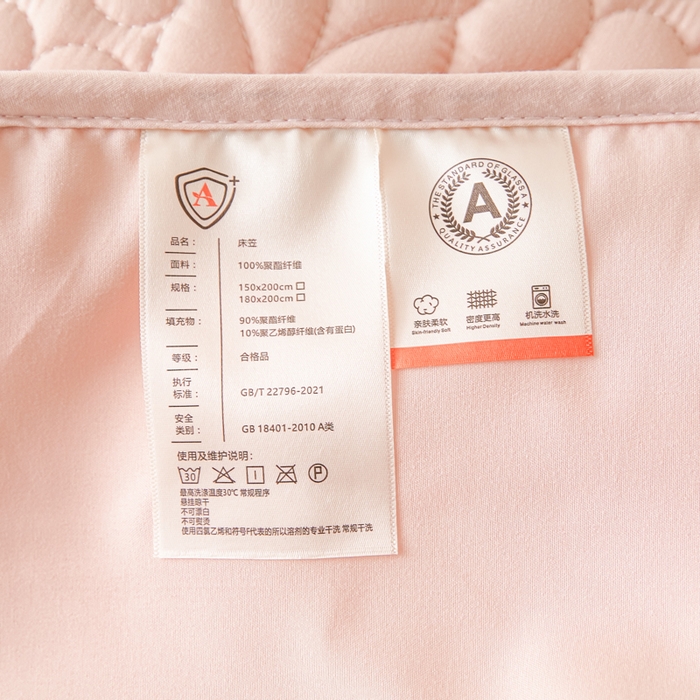 A+
品名： 床笠
面料： 100%聚酯纤维
规格： 150x200cm□
180x200cm□
填充物： 90%聚酯纤维
10%聚乙烯醇纤维(含有蛋白)
等级： 合格品
执行
标准： GB/T 22796-2021
安全
类别： GB 18401-2010 A类
使用及维护说明：
30 P
最高洗涤温度30℃ 常规程序
悬挂晾干
不可漂白
不可熨烫
使用四氯乙烯和符号F代表的所以溶剂的专业干洗 常规干洗
THE STANDARD OF GLASS A
A
QUALITY ASSURANCE
亲肤柔软 密度更高 机洗水洗
Skin-friendly Soft Higher Density Machine water wash